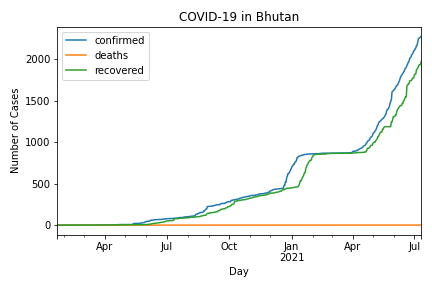 COVID-19 in Bhutan
confirmed
deaths
recovered
Number of Cases
2000
1500
1000
500
0
Apr
Jul
Oct
Jan
2021
Apr
Jul
Day